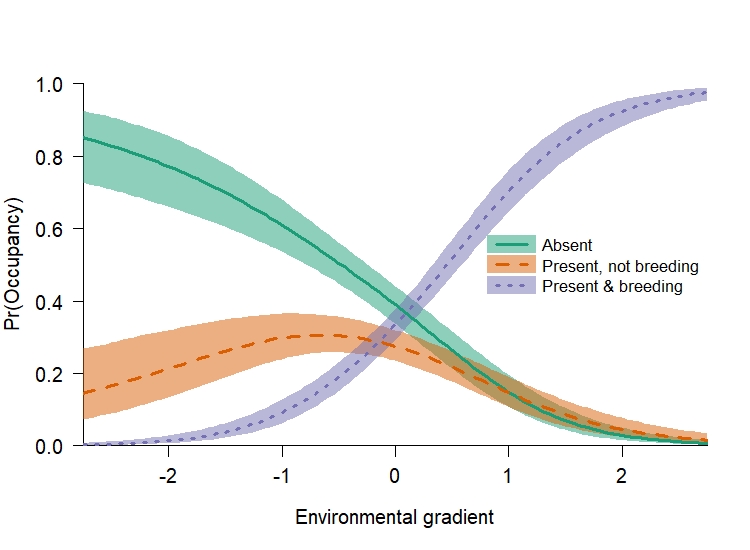 1.0
0.8
0.6
0.4
0.2
0.0
Pr(Occupancy)
Absent
Present, not breeding
Present & breeding
-2 -1 0 1 2
Environmental gradient